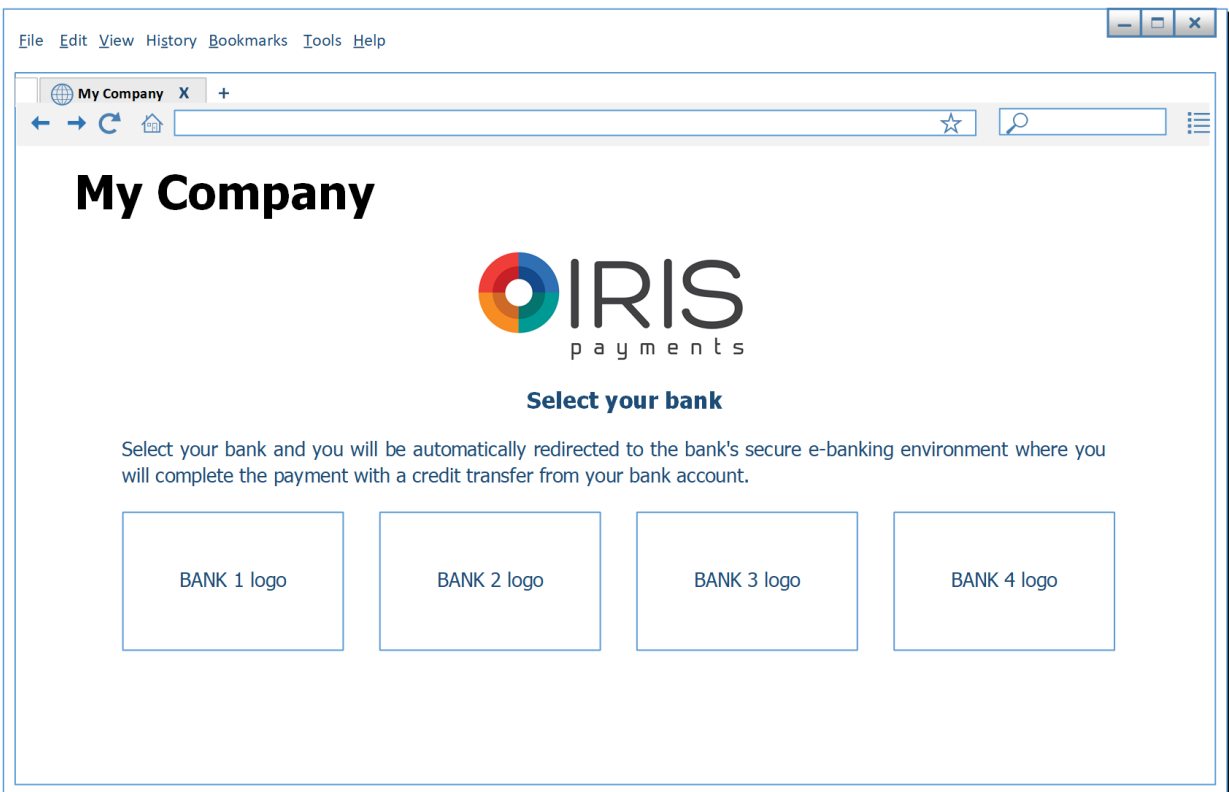 File Edit View History Bookmarks Tools Help
My Company X +
My Company
IRIS
payments
Select your bank
Select your bank and you will be automatically redirected to the bank's secure e-banking environment where you
will complete the payment with a credit transfer from your bank account.
BANK 1 logo BANK 2 logo BANK 3 logo BANK 4 logo